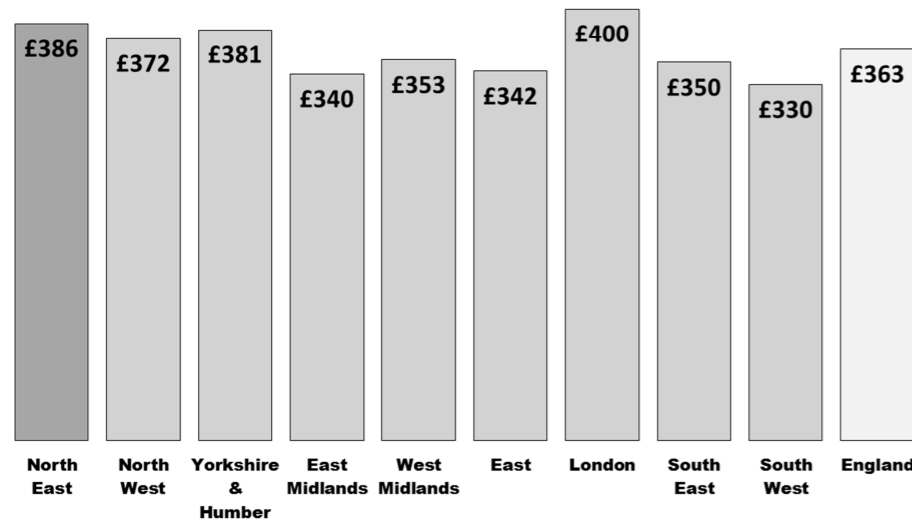 £386
£372
£381
£340
£353
£342
£400
£350
£330
£363
North
East
North
West
Yorkshire
&
Humber
East
Midlands
West
Midlands
East
London
South
East
South
West
England